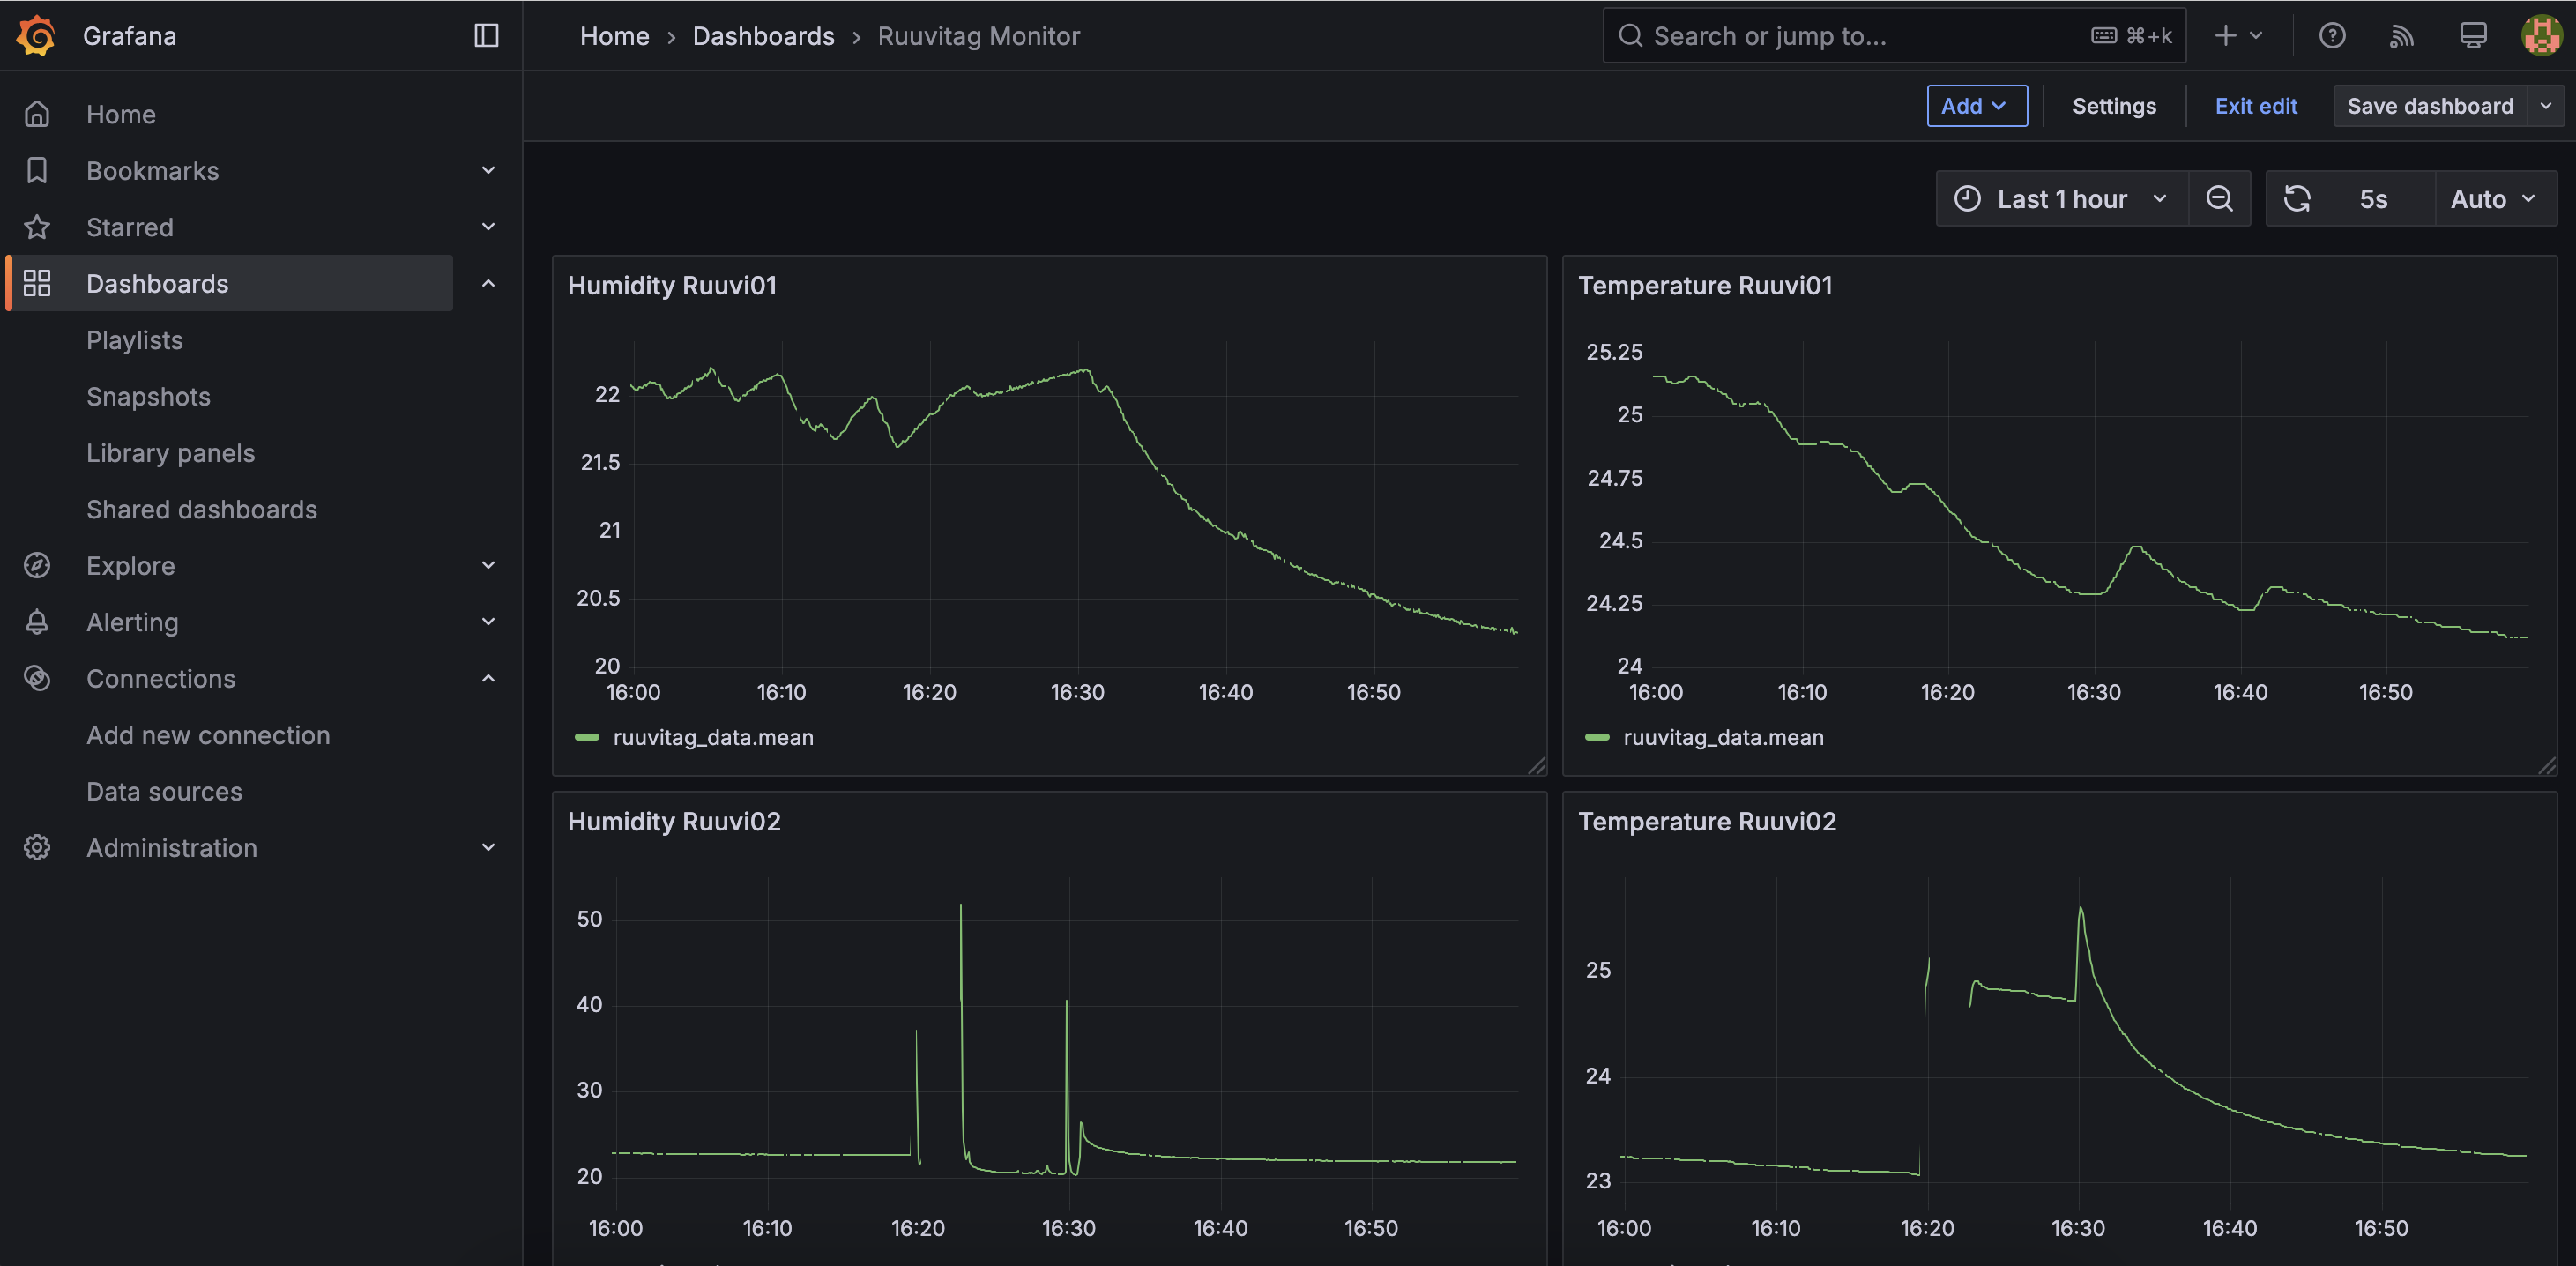 Grafana
Home › Dashboards › Ruuvitag Monitor
Search or jump to...
⌘+k
Add
Settings
Exit edit
Save dashboard
Home
Bookmarks
Starred
Dashboards
Playlists
Snapshots
Library panels
Shared dashboards
Explore
Alerting
Connections
Add new connection
Data sources
Administration
Last 1 hour
5s
Auto
Humidity Ruuvi01
22
21.5
21
20.5
20
16:00 16:10 16:20 16:30 16:40 16:50
ruuvitag_data.mean
Temperature Ruuvi01
25.25
25
24.75
24.5
24.25
24
16:00 16:10 16:20 16:30 16:40 16:50
ruuvitag_data.mean
Humidity Ruuvi02
50
40
30
20
16:00 16:10 16:20 16:30 16:40 16:50
Temperature Ruuvi02
25
24
23
16:00 16:10 16:20 16:30 16:40 16:50